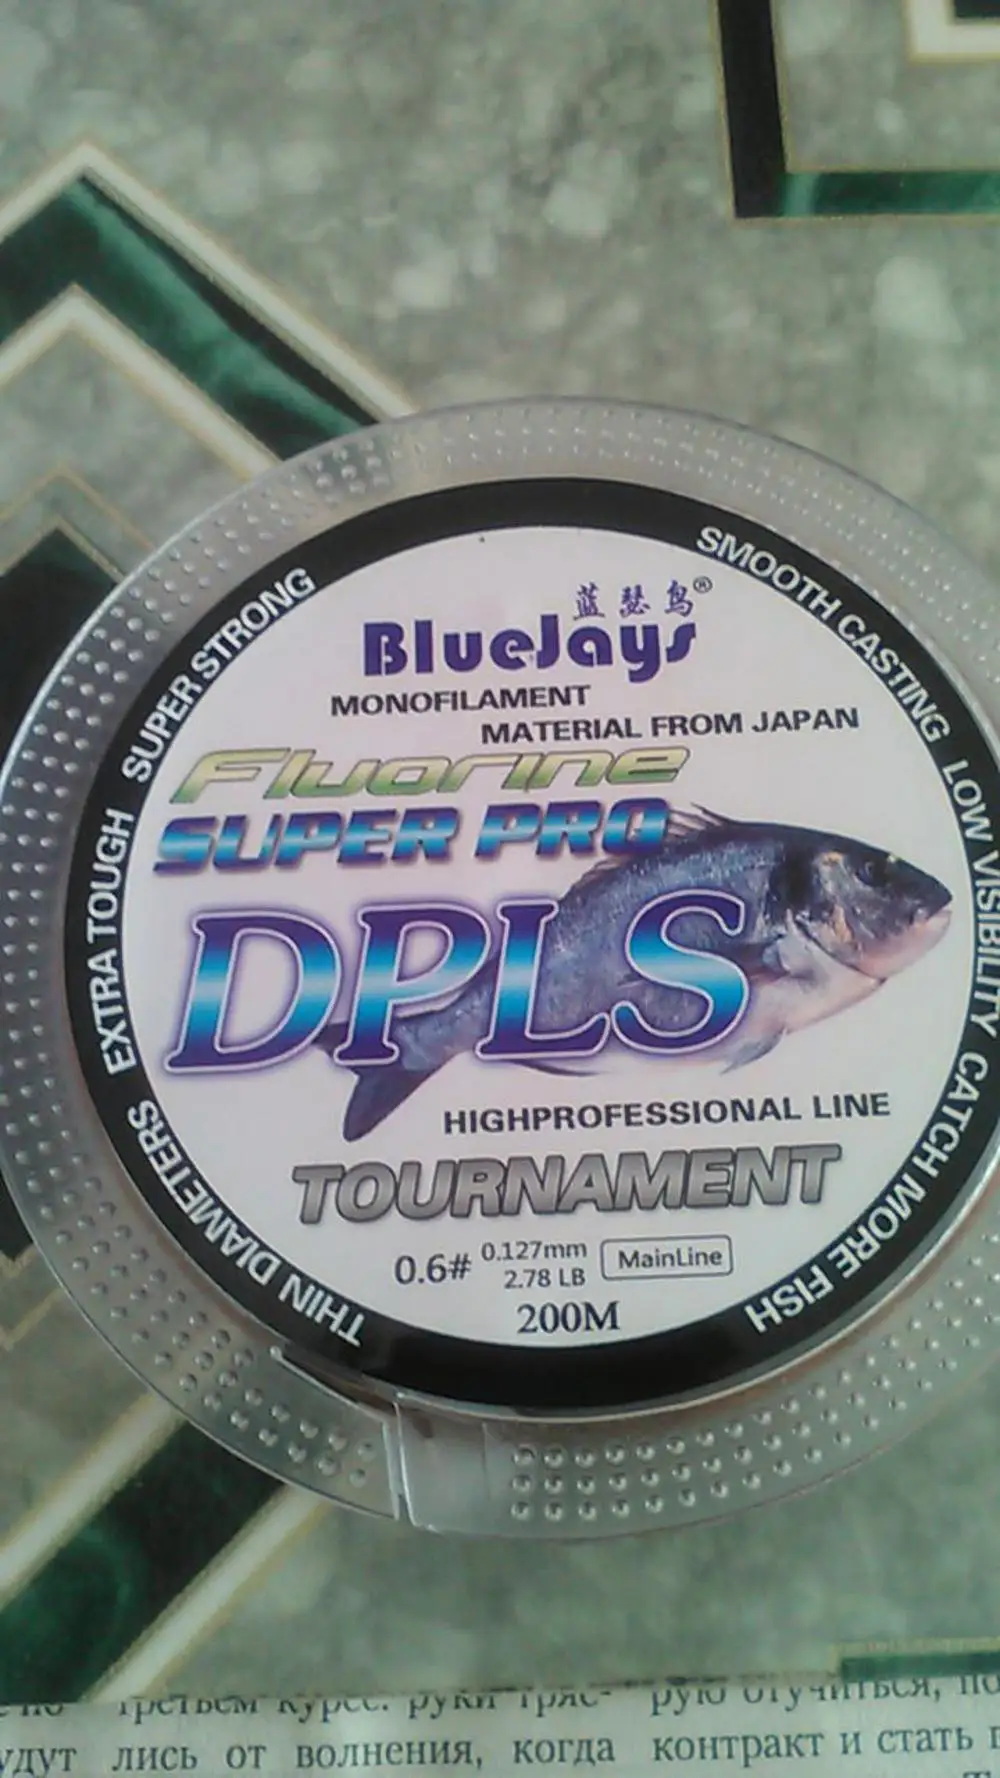 蓝瑟鸟®
BlueJays
MONOFILAMENT
MATERIAL FROM JAPAN
Fluorine
SUPER PRO
DPLS
HIGHPROFESSIONAL LINE
TOURNAMENT
0.6# 0.127mm
2.78 LB
MainLine
200M
THIN DIAMETERS
EXTRA TOUGH
SUPER STRONG
SMOOTH CASTING
LOW VISIBILITY
CATCH MORE FISH
третьем курсе. руки тряс- рую отучиться, по
удут лись от волнения, когда контракт и стать